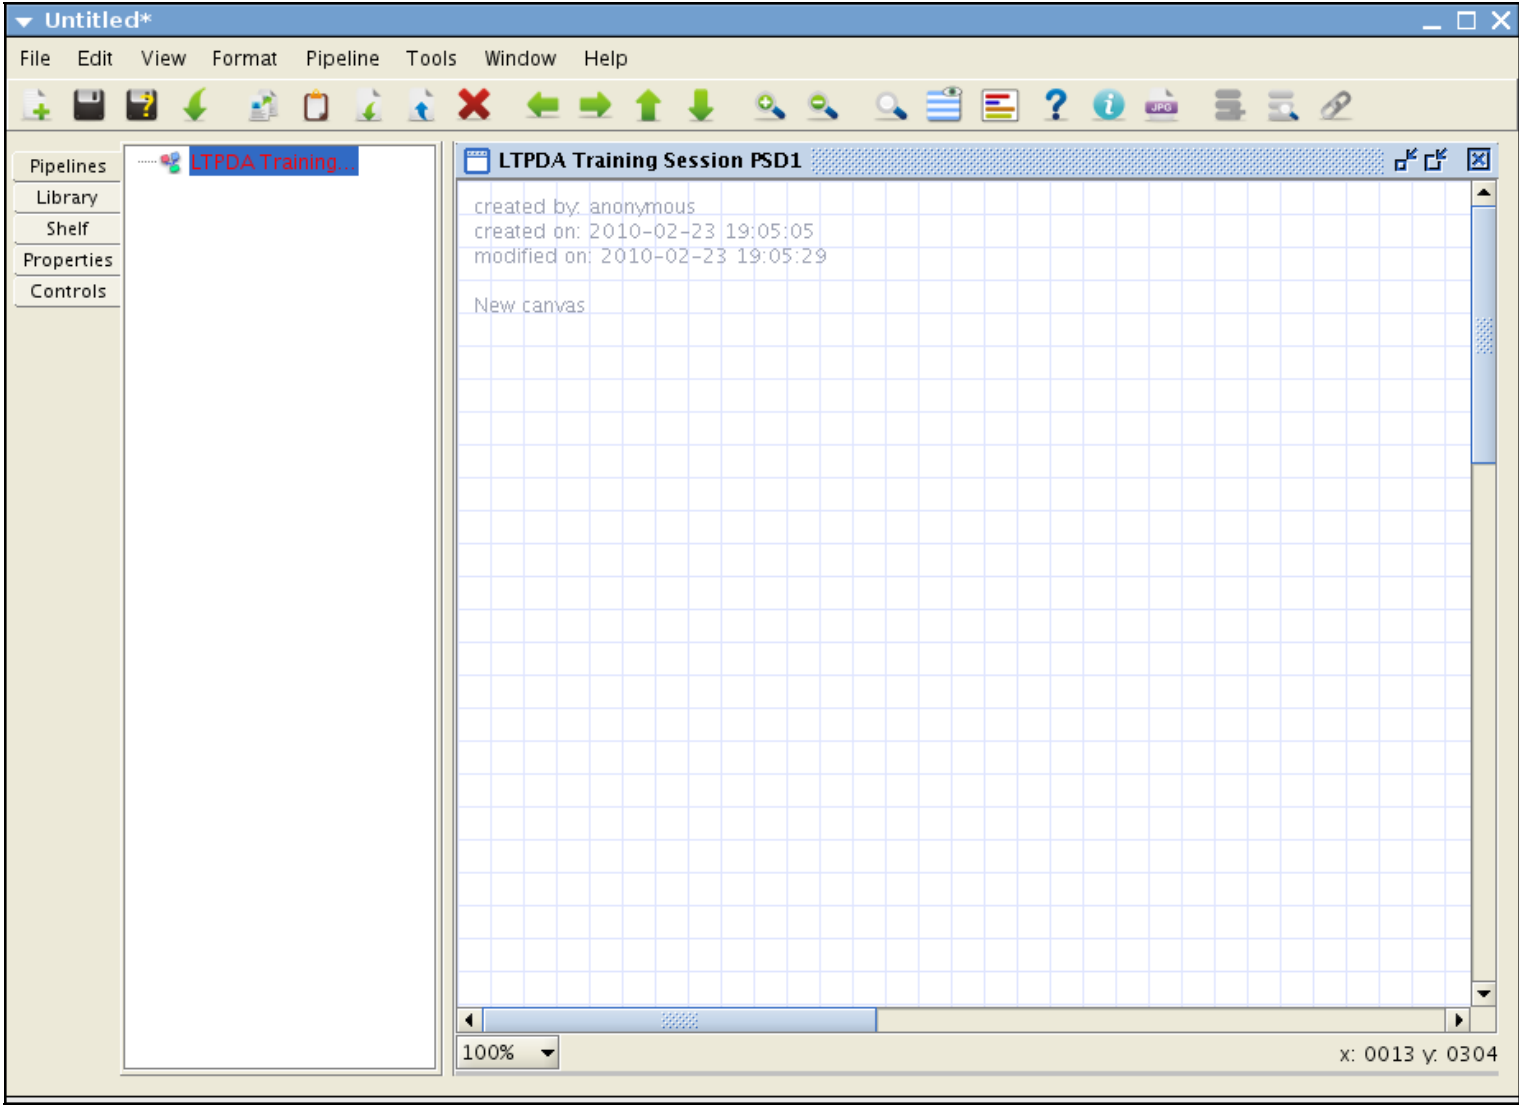 Untitled*
File Edit View Format Pipeline Tools Window Help
JPG
Pipelines
Library
Shelf
Properties
Controls
LTPDA Training...
LTPDA Training Session PSD1
created by: anonymous
created on: 2010-02-23 19:05:05
modified on: 2010-02-23 19:05:29
New canvas
100%
x: 0013 y: 0304